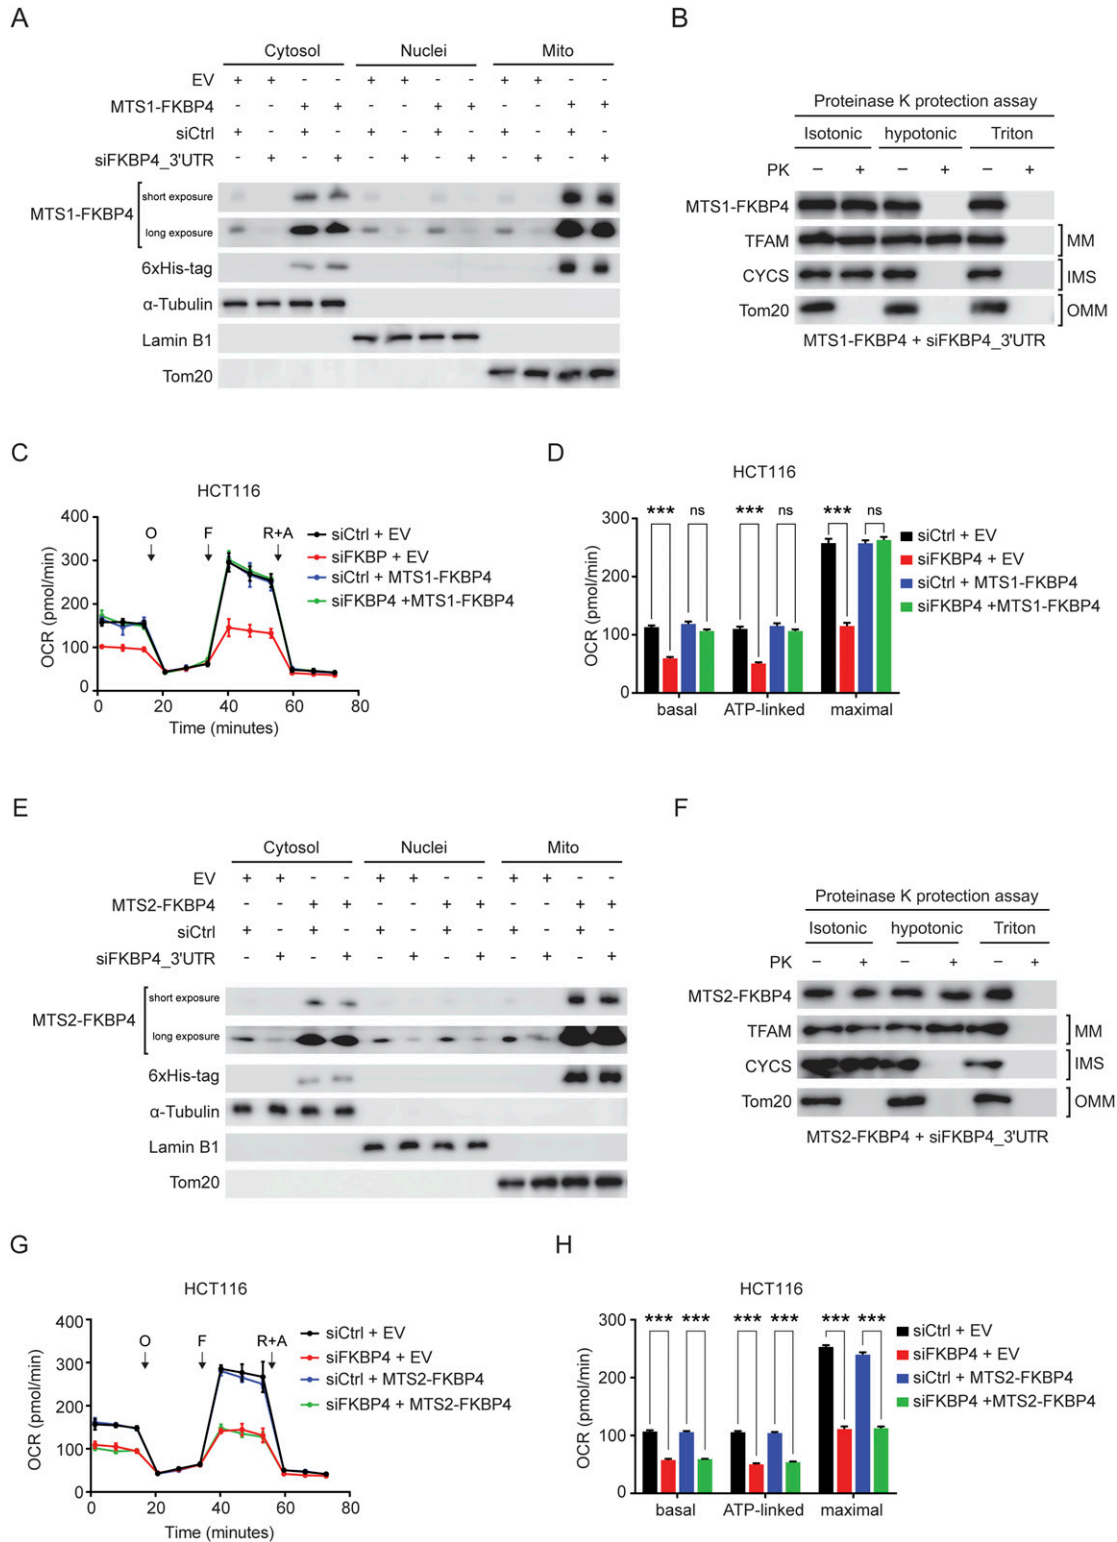 A
Cytosol Nuclei Mito
EV + + - - + + - - + + - -
MTS1-FKBP4 - - + + - - + + - - + +
siCtrl + - + - + - + - + - + -
siFKBP4_3'UTR - + - + - + - + - + - +
MTS1-FKBP4
short exposure
long exposure
6xHis-tag
α-Tubulin
Lamin B1
Tom20
B
Proteinase K protection assay
Isotonic hypotonic Triton
PK – + – + – +
MTS1-FKBP4
TFAM MM
CYCS IMS
Tom20 OMM
MTS1-FKBP4 + siFKBP4_3'UTR
C
HCT116
OCR (pmol/min)
400
300
200
100
0
O F R+A
0 20 40 60 80
Time (minutes)
siCtrl + EV
siFKBP + EV
siCtrl + MTS1-FKBP4
siFKBP4 +MTS1-FKBP4
D
HCT116
OCR (pmol/min)
300
200
100
0
*** ns *** ns *** ns
basal ATP-linked maximal
siCtrl + EV
siFKBP4 + EV
siCtrl + MTS1-FKBP4
siFKBP4 +MTS1-FKBP4
E
Cytosol Nuclei Mito
EV + + - - + + - - + + - -
MTS2-FKBP4 - - + + - - + + - - + +
siCtrl + - + - + - + - + - + -
siFKBP4_3'UTR - + - + - + - + - + - +
MTS2-FKBP4
short exposure
long exposure
6xHis-tag
α-Tubulin
Lamin B1
Tom20
F
Proteinase K protection assay
Isotonic hypotonic Triton
PK – + – + – +
MTS2-FKBP4
TFAM MM
CYCS IMS
Tom20 OMM
MTS2-FKBP4 + siFKBP4_3'UTR
G
HCT116
OCR (pmol/min)
400
300
200
100
0
O F R+A
0 20 40 60 80
Time (minutes)
siCtrl + EV
siFKBP4 + EV
siCtrl + MTS2-FKBP4
siFKBP4 + MTS2-FKBP4
H
HCT116
OCR (pmol/min)
300
200
100
0
*** *** *** *** *** ***
basal ATP-linked maximal
siCtrl + EV
siFKBP4 + EV
siCtrl + MTS2-FKBP4
siFKBP4 +MTS2-FKBP4